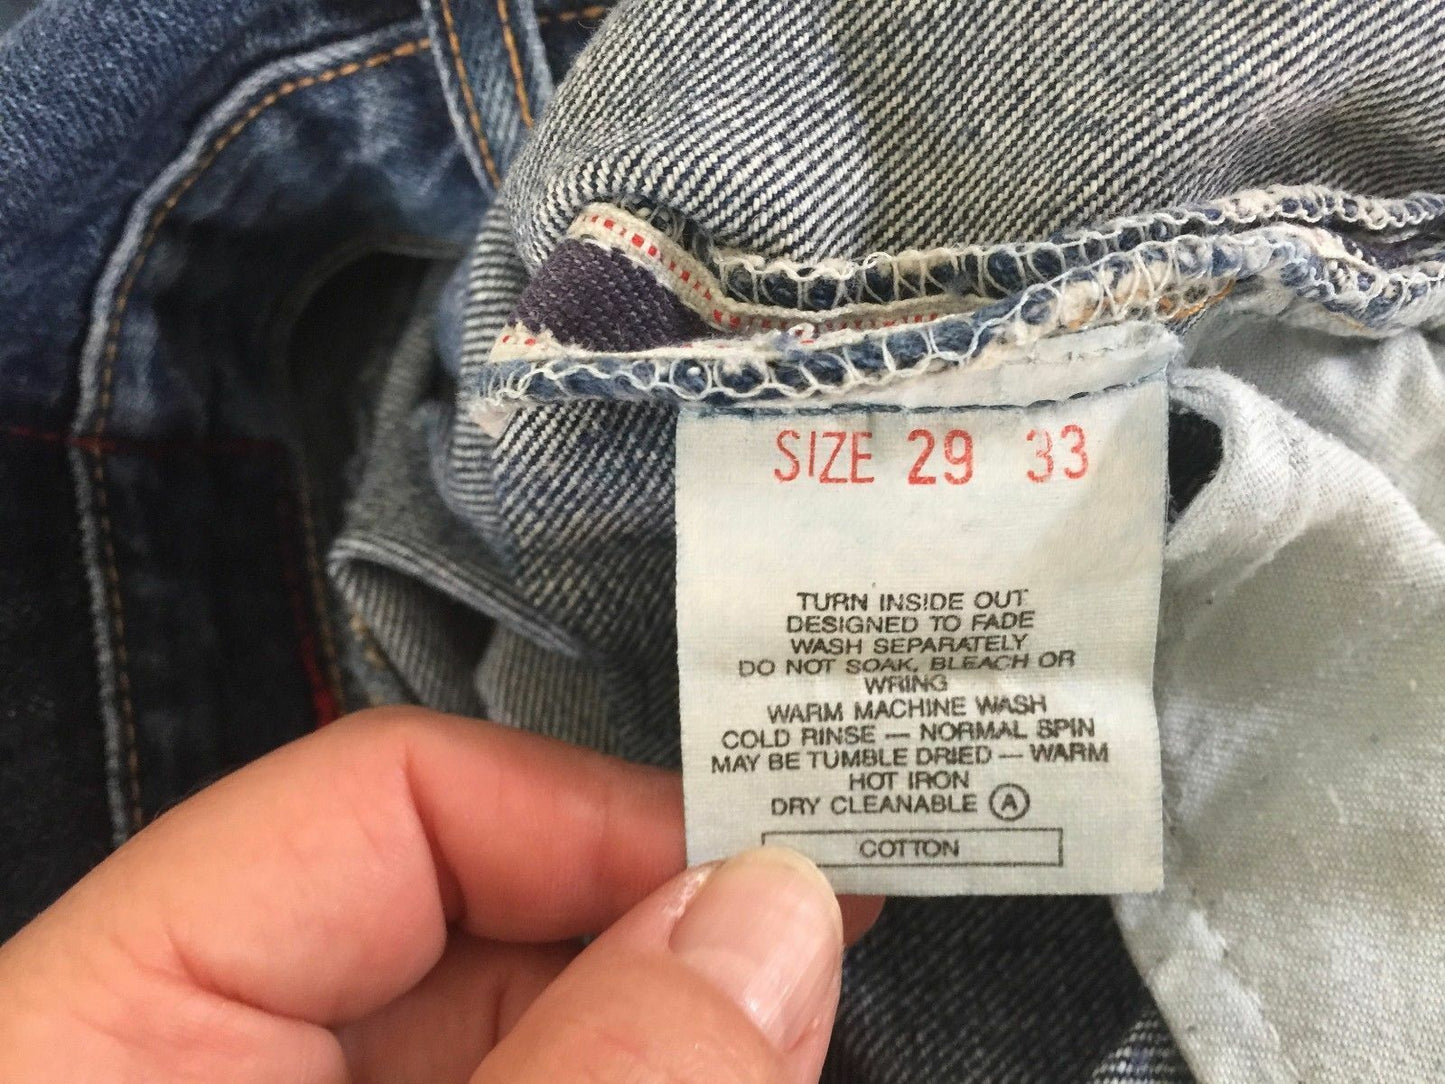 SIZE 29 33
TURN INSIDE OUT
DESIGNED TO FADE
WASH SEPARATELY
DO NOT SOAK, BLEACH OR
WRING
WARM MACHINE WASH
COLD RINSE — NORMAL SPIN
MAY BE TUMBLE DRIED — WARM
HOT IRON
DRY CLEANABLE Ⓐ
COTTON